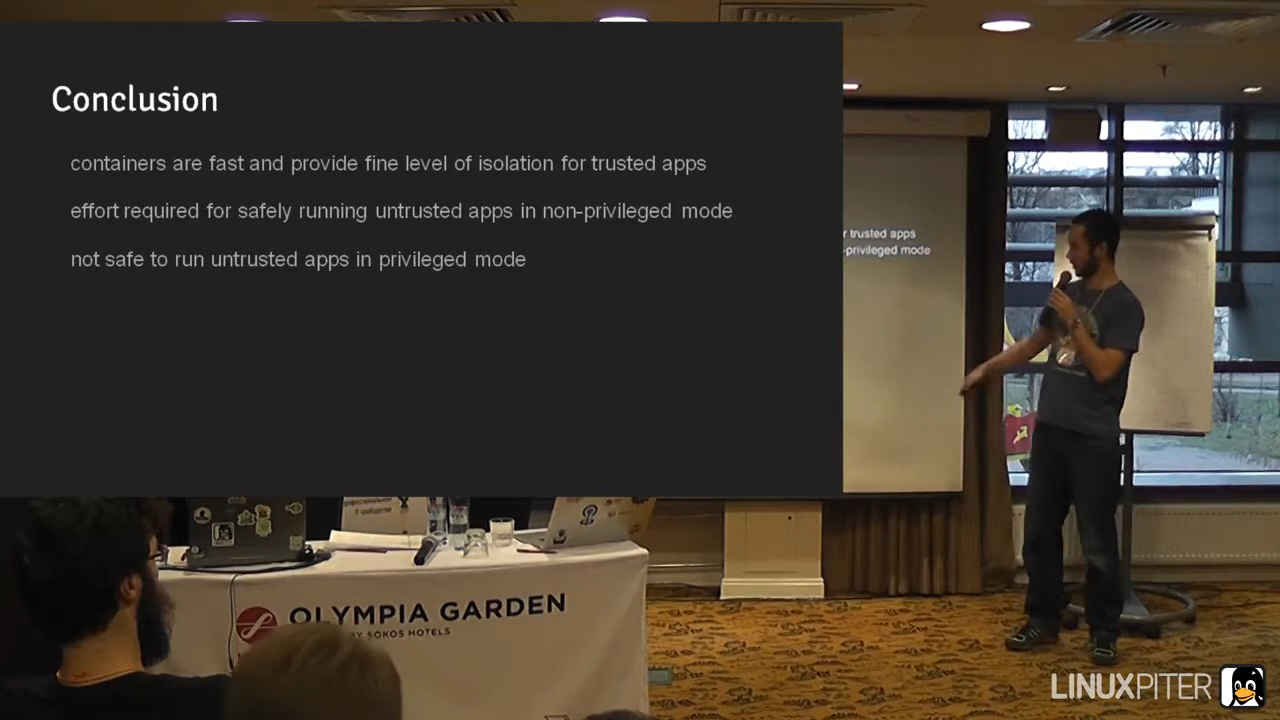 Conclusion
containers are fast and provide fine level of isolation for trusted apps
effort required for safely running untrusted apps in non-privileged mode
not safe to run untrusted apps in privileged mode
r trusted apps
-privileged mode
OLYMPIA GARDEN
BY SOKOS HOTELS
LINUXPITER